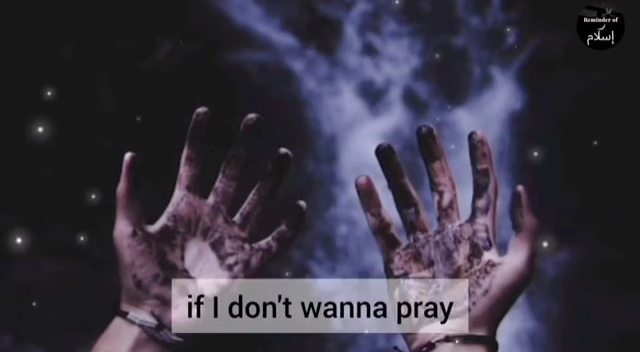 Reminder of
إسلام
if I don't wanna pray